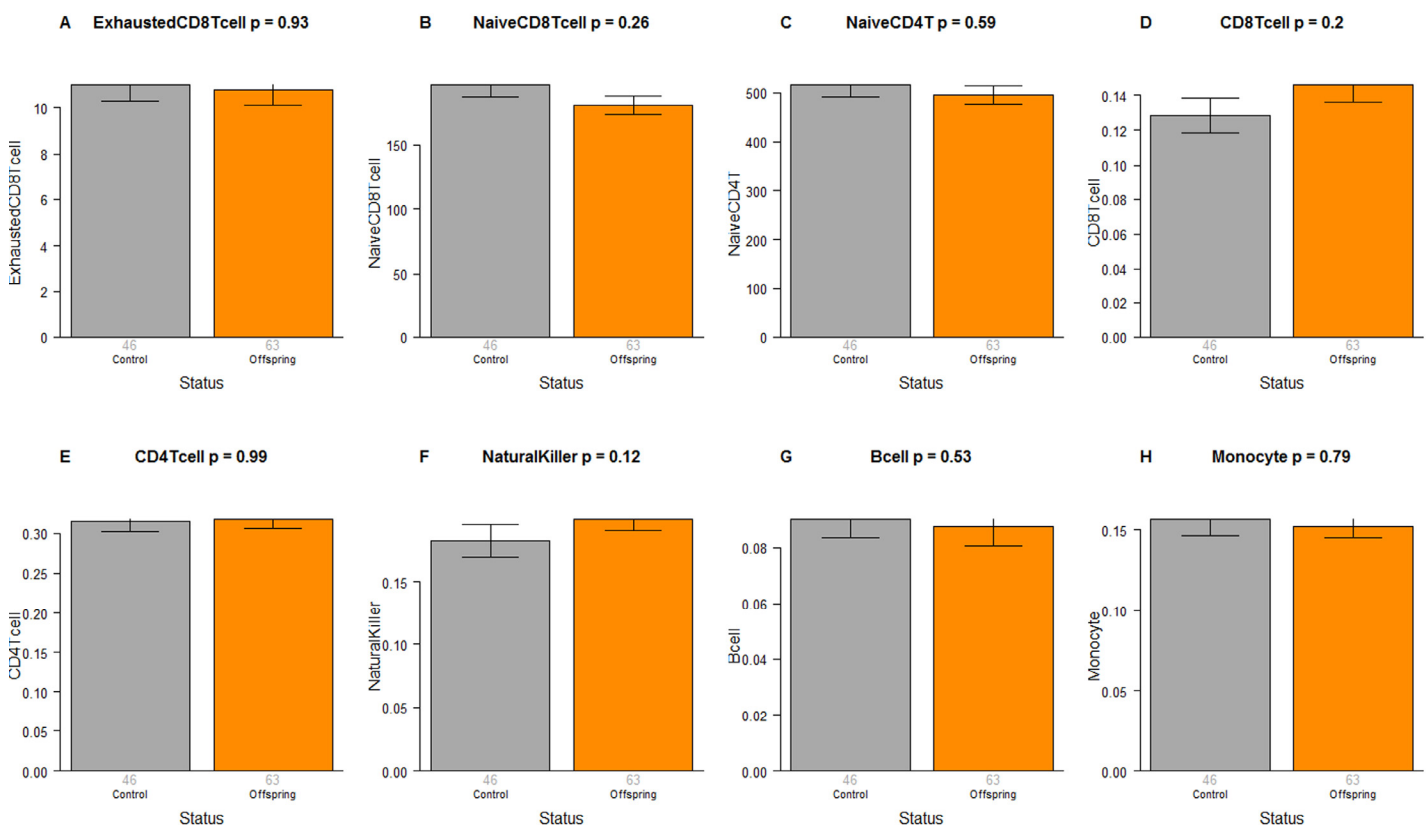 A ExhaustedCD8Tcell p = 0.93
ExhaustedCD8Tcell
10
8
6
4
2
0
46 63
Control Offspring
Status
B NaiveCD8Tcell p = 0.26
NaiveCD8Tcell
150
100
50
0
46 63
Control Offspring
Status
C NaiveCD4T p = 0.59
NaiveCD4T
500
400
300
200
100
0
46 63
Control Offspring
Status
D CD8Tcell p = 0.2
CD8Tcell
0.14
0.12
0.10
0.08
0.06
0.04
0.02
0.00
46 63
Control Offspring
Status
E CD4Tcell p = 0.99
CD4Tcell
0.30
0.25
0.20
0.15
0.10
0.05
0.00
46 63
Control Offspring
Status
F NaturalKiller p = 0.12
NaturalKiller
0.15
0.10
0.05
0.00
46 63
Control Offspring
Status
G Bcell p = 0.53
Bcell
0.08
0.06
0.04
0.02
0.00
46 63
Control Offspring
Status
H Monocyte p = 0.79
Monocyte
0.15
0.10
0.05
0.00
46 63
Control Offspring
Status